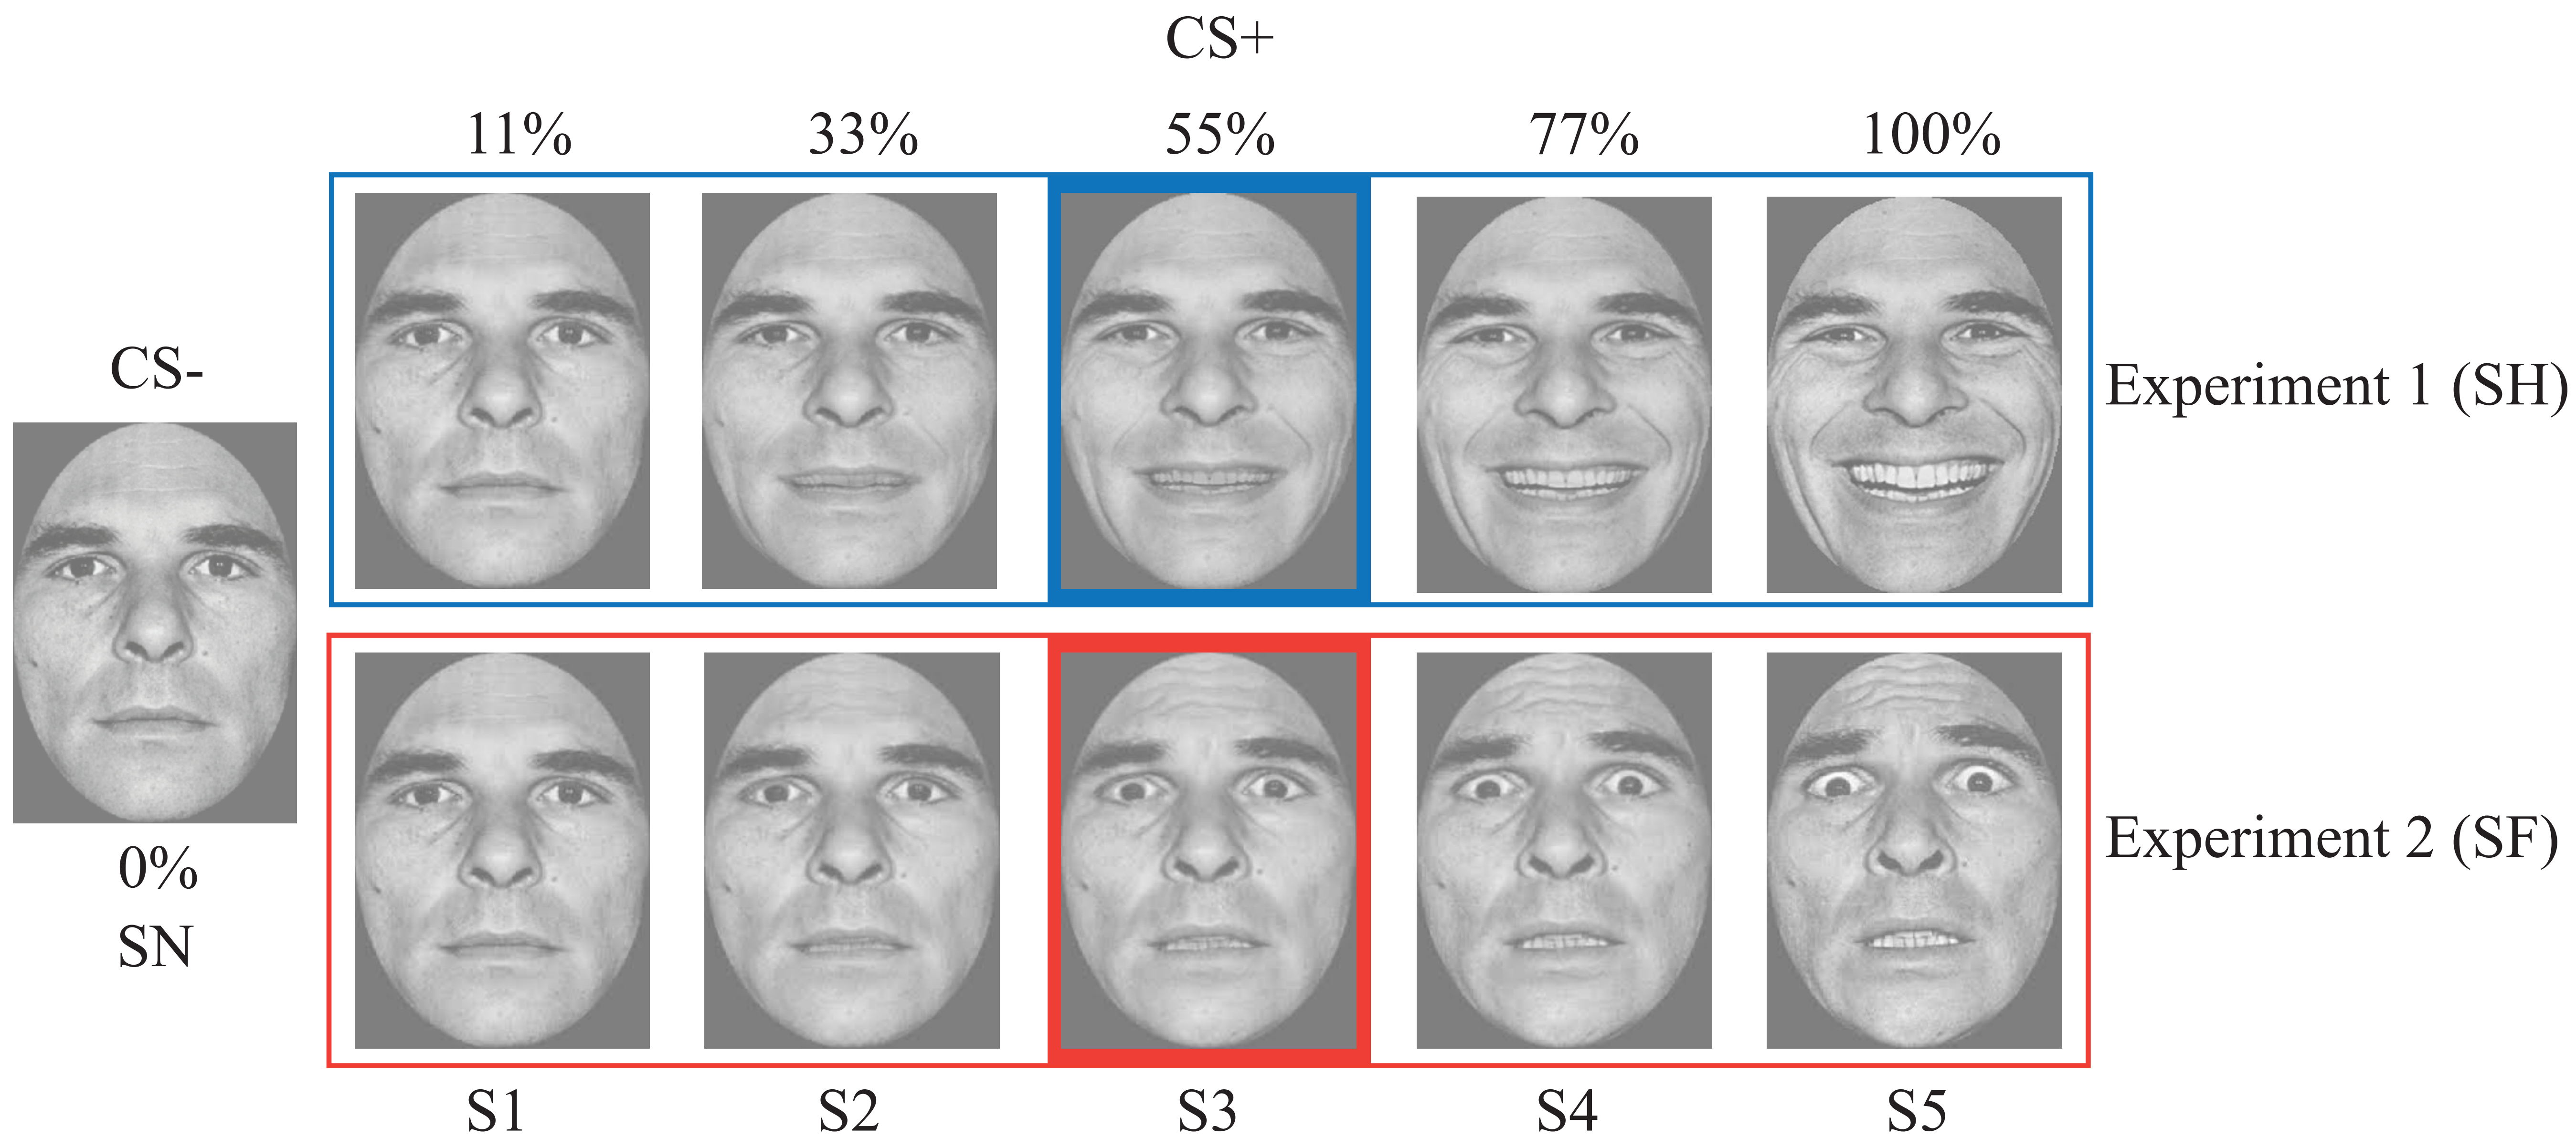 CS+
11% 33% 55% 77% 100%
CS-
Experiment 1 (SH)
0%
SN
Experiment 2 (SF)
S1 S2 S3 S4 S5